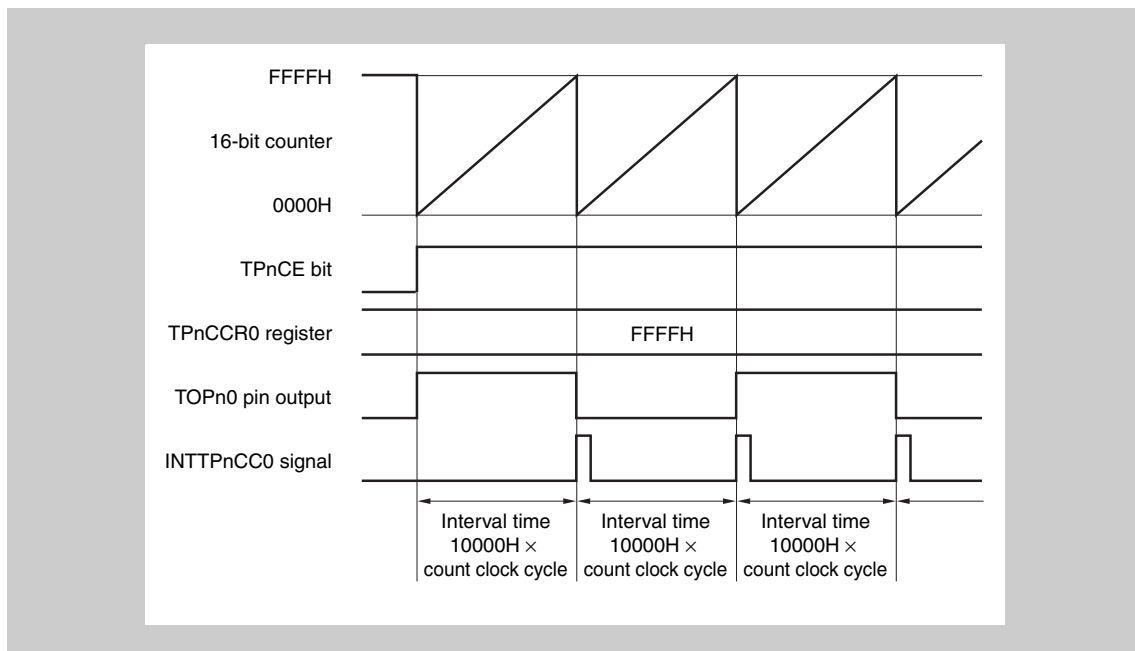 FFFFH
16-bit counter
0000H
TPnCE bit
TPnCCR0 register
FFFFH
TOPn0 pin output
INTTPnCC0 signal
Interval time
10000H ×
count clock cycle
Interval time
10000H ×
count clock cycle
Interval time
10000H ×
count clock cycle